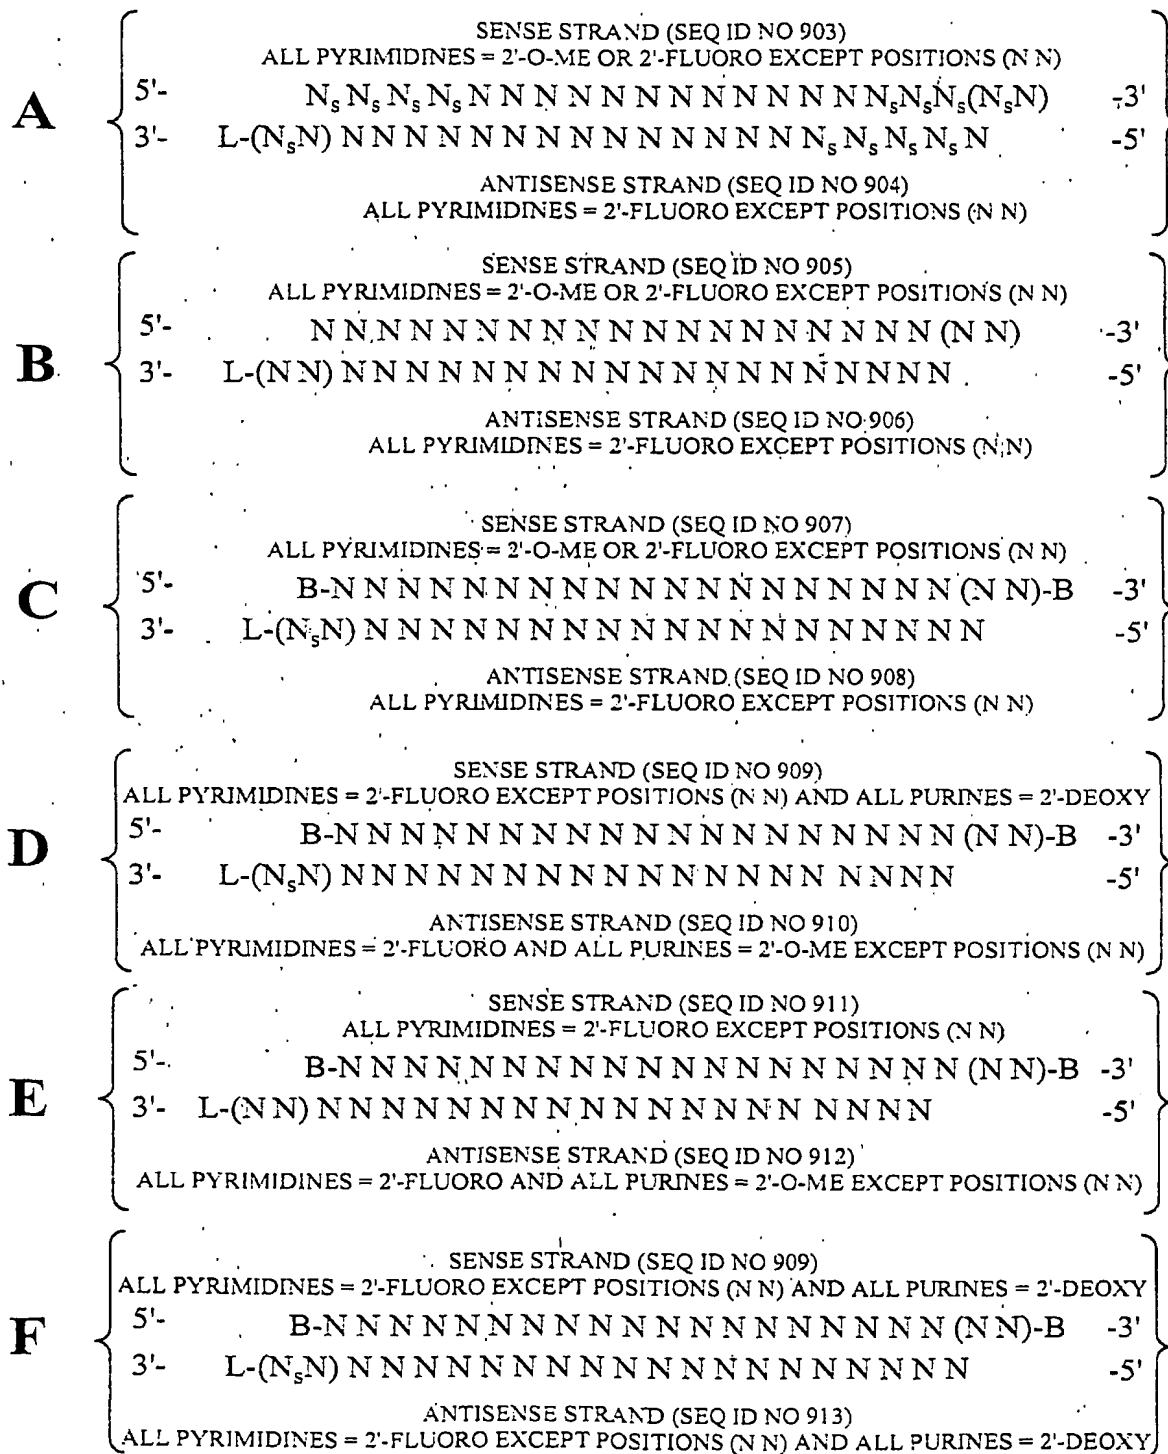 SENSE STRAND (SEQ ID NO 903)
ALL PYRIMIDINES = 2'-O-ME OR 2'-FLUORO EXCEPT POSITIONS (N N)
A
5'- NsNsNsNsN N N N N N N N N N N N NsNsNs(NsN) -3'
3'- L-(NsN) N N N N N N N N N N N N N N NsNsNsNsN -5'
ANTISENSE STRAND (SEQ ID NO 904)
ALL PYRIMIDINES = 2'-FLUORO EXCEPT POSITIONS (N N)
SENSE STRAND (SEQ ID NO 905)
ALL PYRIMIDINES = 2'-O-ME OR 2'-FLUORO EXCEPT POSITIONS (N N)
B
5'- N N N N N N N N N N N N N N N N N N N (N N) -3'
3'- L-(N N) N N N N N N N N N N N N N N N N N N N -5'
ANTISENSE STRAND (SEQ ID NO 906)
ALL PYRIMIDINES = 2'-FLUORO EXCEPT POSITIONS (N N)
SENSE STRAND (SEQ ID NO 907)
ALL PYRIMIDINES = 2'-O-ME OR 2'-FLUORO EXCEPT POSITIONS (N N)
C
5'- B-N N N N N N N N N N N N N N N N N N N (N N)-B -3'
3'- L-(NsN) N N N N N N N N N N N N N N N N N N N -5'
ANTISENSE STRAND (SEQ ID NO 908)
ALL PYRIMIDINES = 2'-FLUORO EXCEPT POSITIONS (N N)
SENSE STRAND (SEQ ID NO 909)
ALL PYRIMIDINES = 2'-FLUORO EXCEPT POSITIONS (N N) AND ALL PURINES = 2'-DEOXY
D
5'- B-N N N N N N N N N N N N N N N N N N N (N N)-B -3'
3'- L-(NsN) N N N N N N N N N N N N N N N N N N N -5'
ANTISENSE STRAND (SEQ ID NO 910)
ALL PYRIMIDINES = 2'-FLUORO AND ALL PURINES = 2'-O-ME EXCEPT POSITIONS (N N)
SENSE STRAND (SEQ ID NO 911)
ALL PYRIMIDINES = 2'-FLUORO EXCEPT POSITIONS (N N)
E
5'- B-N N N N N N N N N N N N N N N N N N N (N N)-B -3'
3'- L-(N N) N N N N N N N N N N N N N N N N N N N -5'
ANTISENSE STRAND (SEQ ID NO 912)
ALL PYRIMIDINES = 2'-FLUORO AND ALL PURINES = 2'-O-ME EXCEPT POSITIONS (N N)
SENSE STRAND (SEQ ID NO 909)
ALL PYRIMIDINES = 2'-FLUORO EXCEPT POSITIONS (N N) AND ALL PURINES = 2'-DEOXY
F
5'- B-N N N N N N N N N N N N N N N N N N N (N N)-B -3'
3'- L-(NsN) N N N N N N N N N N N N N N N N N N N -5'
ANTISENSE STRAND (SEQ ID NO 913)
ALL PYRIMIDINES = 2'-FLUORO EXCEPT POSITIONS (N N) AND ALL PURINES = 2'-DEOXY